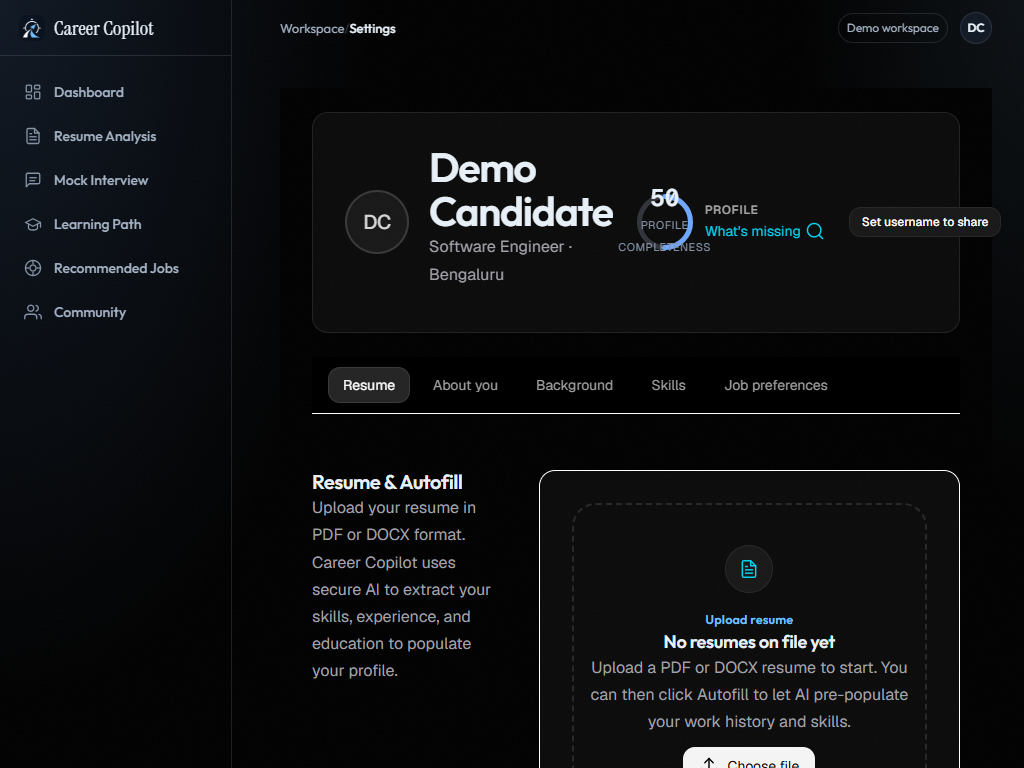 Career Copilot
Workspace/Settings
Demo workspace
DC
Dashboard
Resume Analysis
Mock Interview
Learning Path
Recommended Jobs
Community
DC
Demo
Candidate
Software Engineer ·
Bengaluru
50
PROFILE
COMPLETENESS
PROFILE
What's missing
Set username to share
Resume
About you
Background
Skills
Job preferences
Resume & Autofill
Upload your resume in
PDF or DOCX format.
Career Copilot uses
secure AI to extract your
skills, experience, and
education to populate
your profile.
Upload resume
No resumes on file yet
Upload a PDF or DOCX resume to start. You
can then click Autofill to let AI pre-populate
your work history and skills.
Choose file